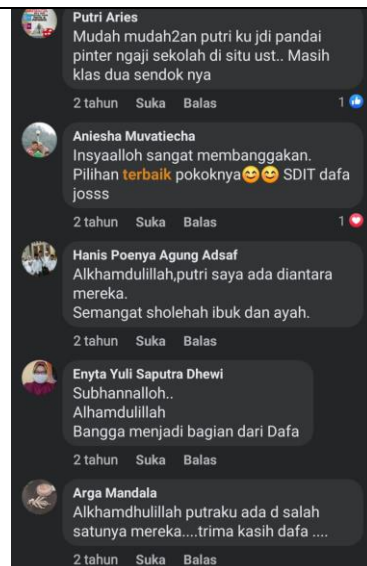 Putri Aries
Mudah mudah2an putri ku jdi pandai
pinter ngaji sekolah di situ ust.. Masih
klas dua sendok nya
2 tahun Suka Balas 1
Aniesha Muvatiecha
Insyaalloh sangat membanggakan.
Pilihan terbaik pokoknya😊😊 SDIT dafa
josss
2 tahun Suka Balas 1
Hanis Poenya Agung Adsaf
Alkhamdulillah,putri saya ada diantara
mereka.
Semangat sholehah ibuk dan ayah.
2 tahun Suka Balas
Enyta Yuli Saputra Dhewi
Subhannalloh..
Alhamdulillah
Bangga menjadi bagian dari Dafa
2 tahun Suka Balas
Arga Mandala
Alkhamdhulillah putraku ada d salah
satunya mereka....trima kasih dafa ....
2 tahun Suka Balas